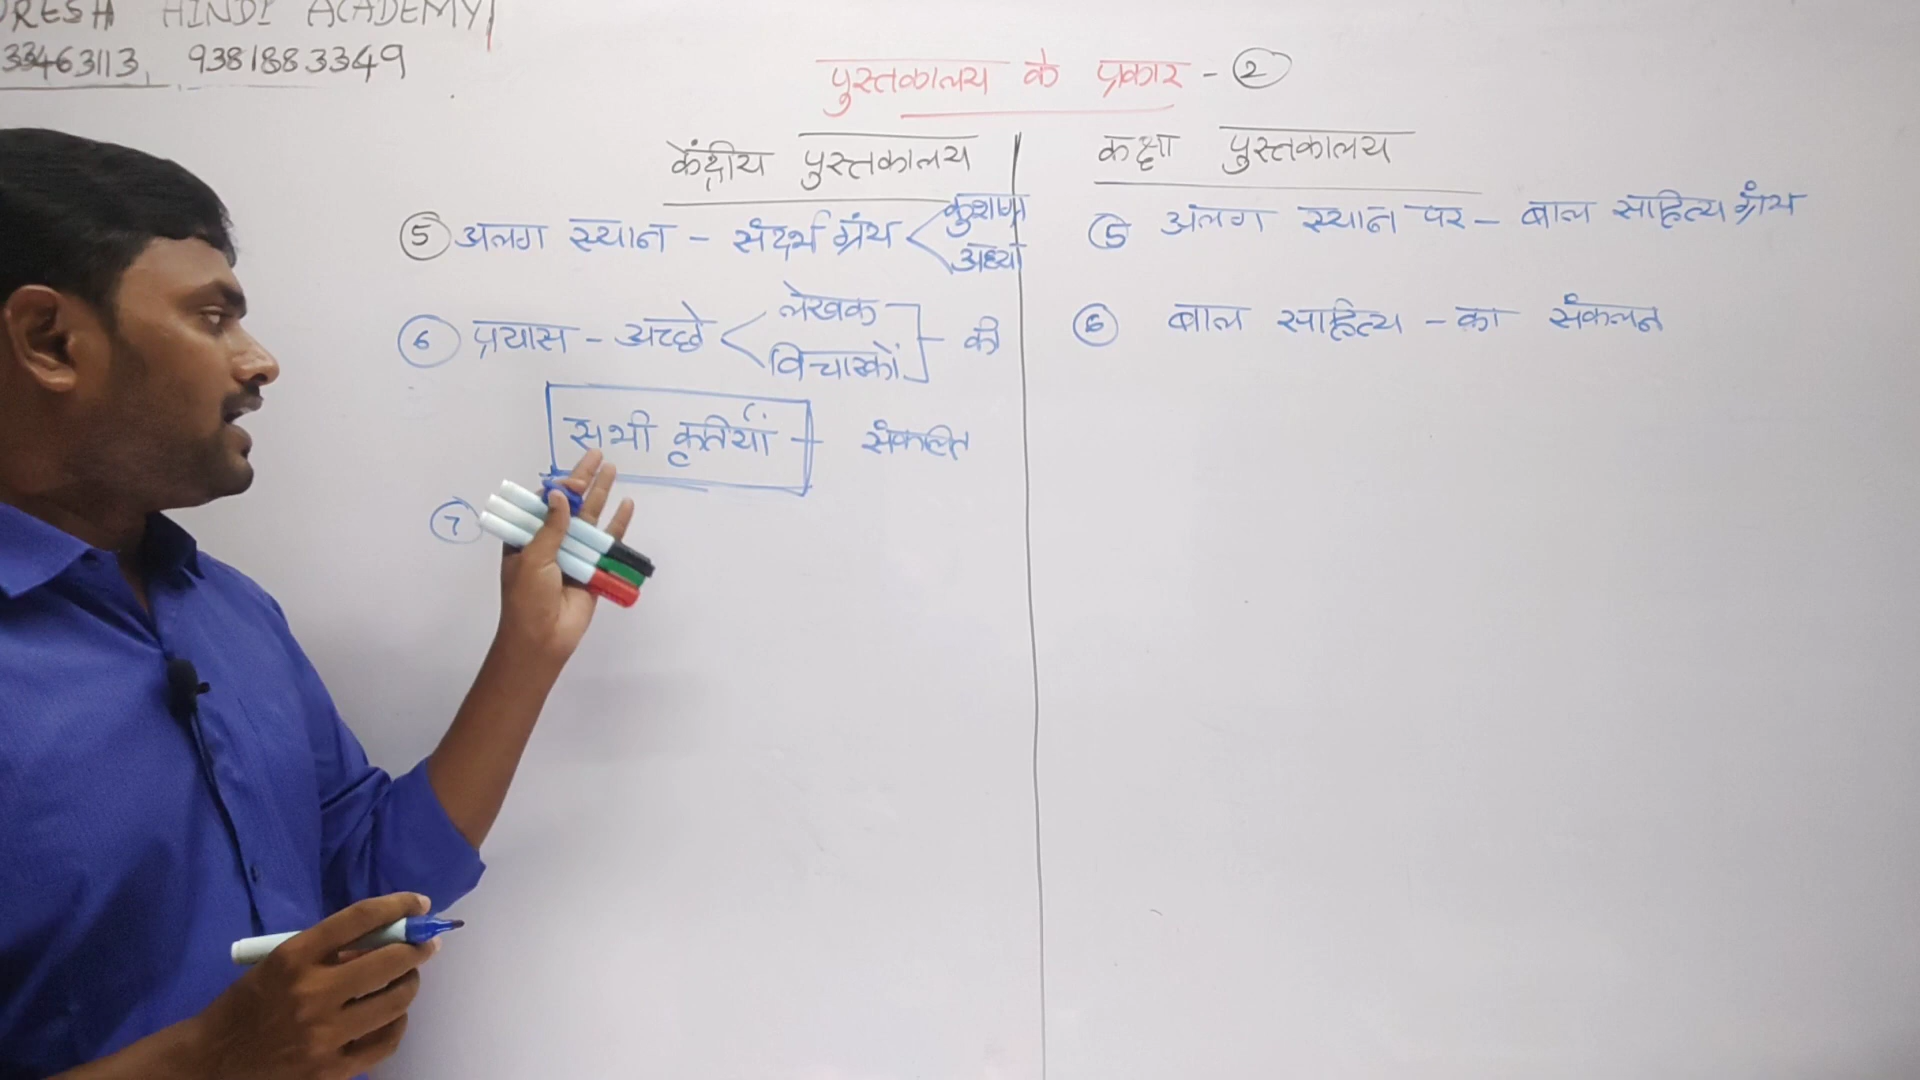 RESH HINDI ACADEMY
33463113, 9381883349
पुस्तकालय के प्रकार - 2
केंद्रीय पुस्तकालय
5 अलग स्थान - संदर्भ ग्रंथ
6 प्रयास - अच्छे लेखक विचारकों की
सभी कृतियाँ - संकलित
7
कक्षा पुस्तकालय
5 अलग स्थान पर - बाल साहित्य ग्रंथ
6 बाल साहित्य - का संकलन